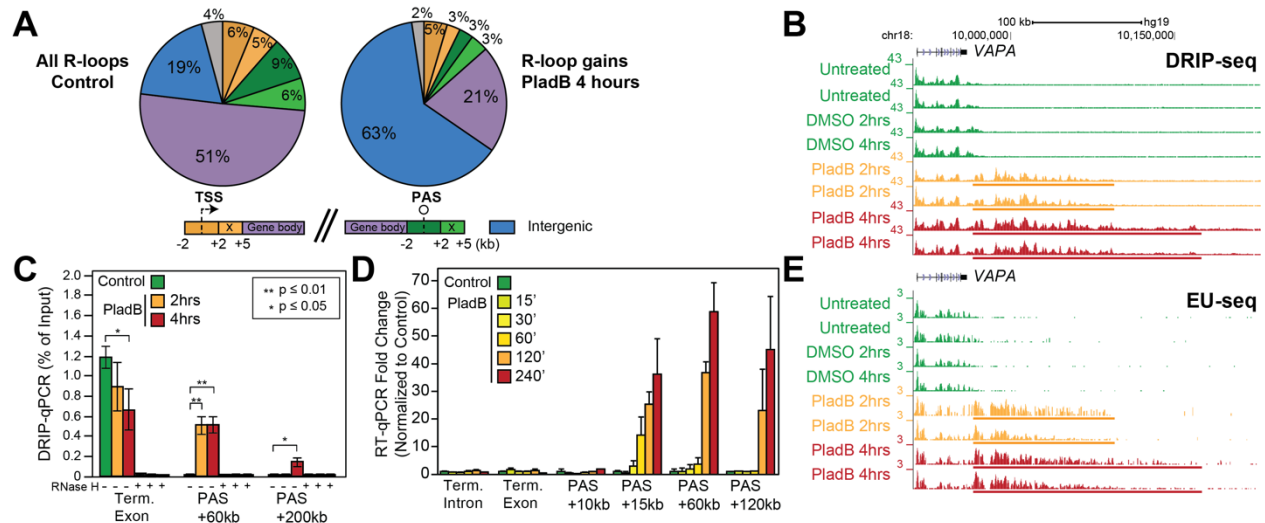 A
All R-loops
Control
4%
6%
5%
9%
6%
51%
19%
R-loop gains
PladB 4 hours
2%
5%
3%
3%
3%
3%
21%
63%
TSS
X
Gene body
-2
+2
+5
PAS
Gene body
X
-2
+2
+5 (kb)
Intergenic
B
100 kb
hg19
chr18:
10,000,000
10,150,000
VAPA
DRIP-seq
43
Untreated
43
Untreated
43
DMSO 2hrs
43
DMSO 4hrs
43
PladB 2hrs
43
PladB 2hrs
43
PladB 4hrs
43
PladB 4hrs
C
DRIP-qPCR (% of Input)
2.0
1.8
1.6
1.4
1.2
1.0
0.8
0.6
0.4
0.2
0
Control
PladB
2hrs
4hrs
** p ≤ 0.01
* p ≤ 0.05
*
**
**
*
RNase H
- - - + + +
- - - + + +
- - - + + +
Term.
Exon
PAS
+60kb
PAS
+200kb
D
RT-qPCR Fold Change
(Normalized to Control)
70
60
50
40
30
20
10
0
Control
PladB
15'
30'
60'
120'
240'
Term.
Intron
Term.
Exon
PAS
+10kb
PAS
+15kb
PAS
+60kb
PAS
+120kb
E
VAPA
EU-seq
3
Untreated
3
Untreated
3
DMSO 2hrs
3
DMSO 4hrs
3
PladB 2hrs
3
PladB 2hrs
3
PladB 4hrs
3
PladB 4hrs